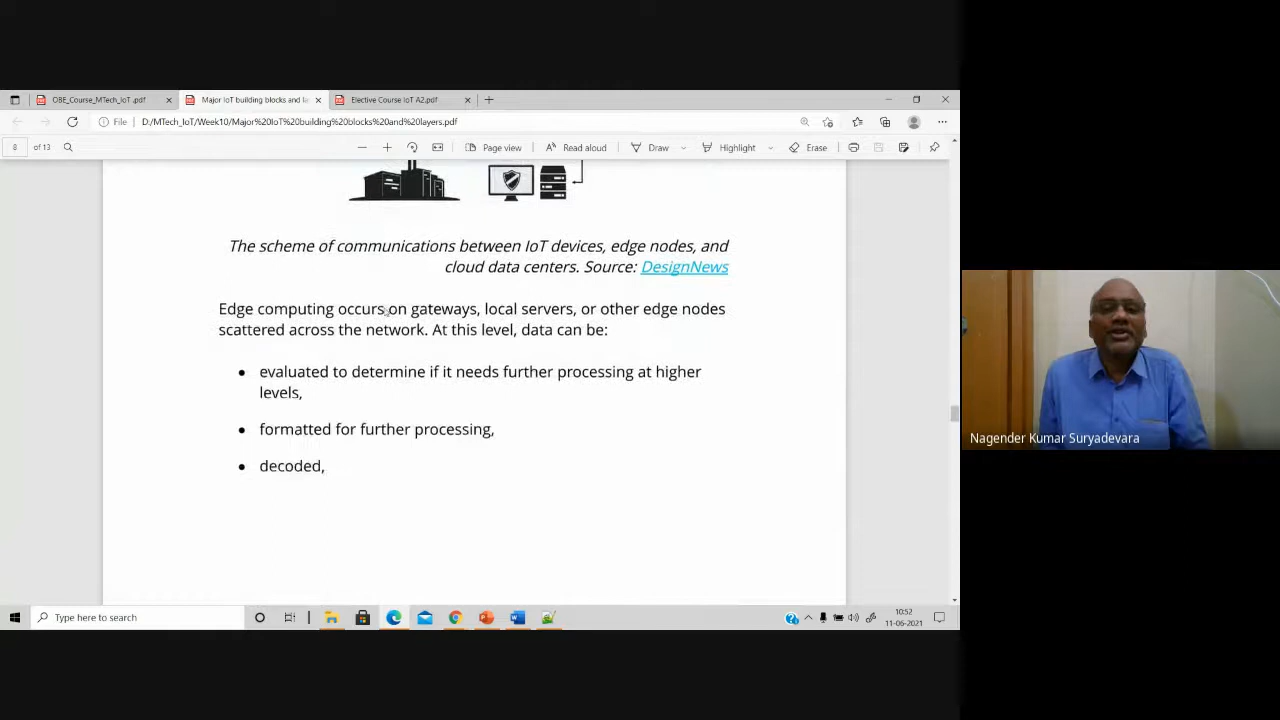 OBE_Course_MTech_IoT .pdf
Major IoT building blocks and la
Elective Course IoT A2.pdf
File
D:/MTech_IoT/Week10/Major%20IoT%20building%20blocks%20and%20layers.pdf
8 of 13
Page view
Read aloud
Draw
Highlight
Erase
The scheme of communications between IoT devices, edge nodes, and
cloud data centers. Source: DesignNews
Edge computing occurs on gateways, local servers, or other edge nodes
scattered across the network. At this level, data can be:
• evaluated to determine if it needs further processing at higher
levels,
• formatted for further processing,
• decoded,
Nagender Kumar Suryadevara
Type here to search
10:52
11-06-2021